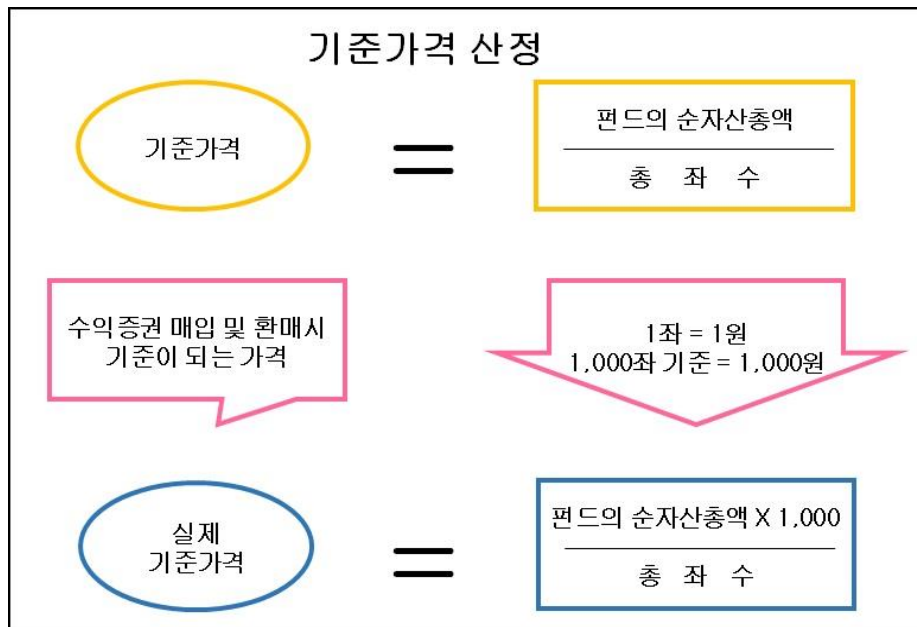 기준가격 산정
기준가격
=
펀드의 순자산총액
총 좌 수
수익증권 매입 및 환매시
기준이 되는 가격
1좌 = 1원
1,000좌 기준 = 1,000원
실제
기준가격
=
펀드의 순자산총액 X 1,000
총 좌 수